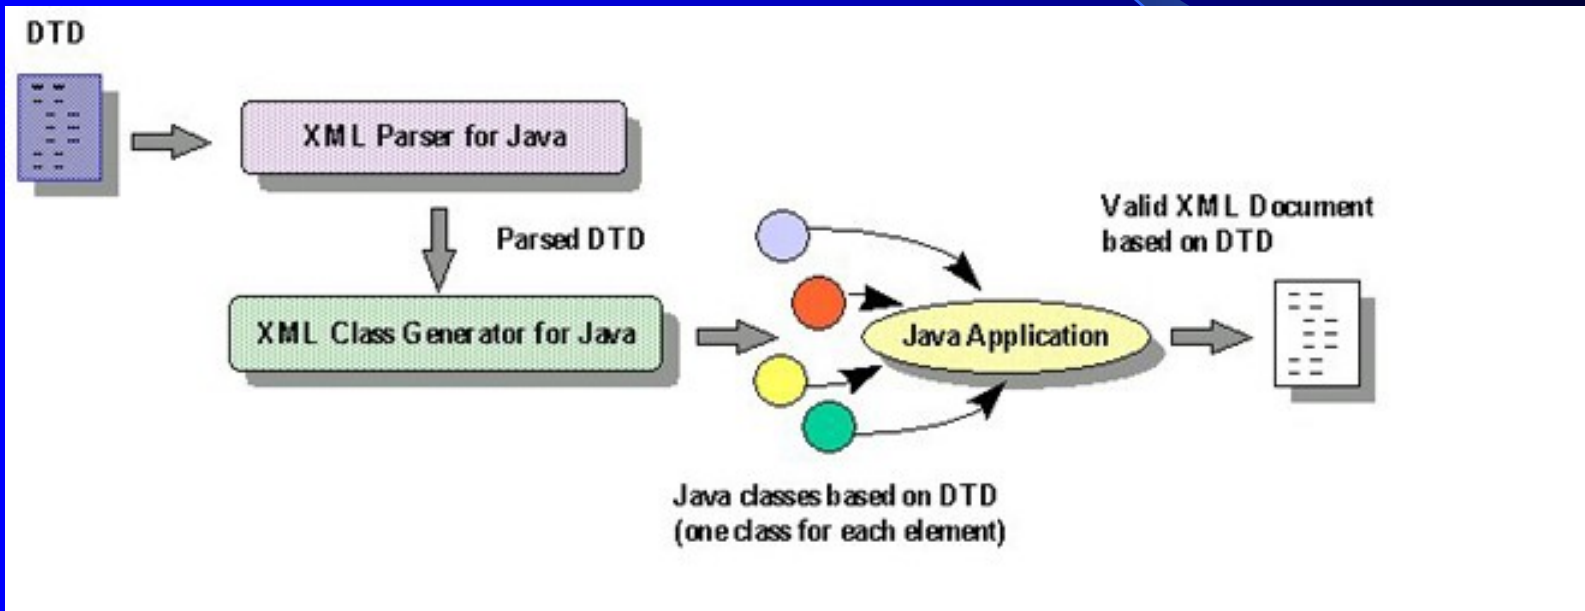 DTD
XML Parser for Java
Parsed DTD
XML Class Generator for Java
Valid XML Document
based on DTD
Java Application
Java classes based on DTD
(one class for each element)